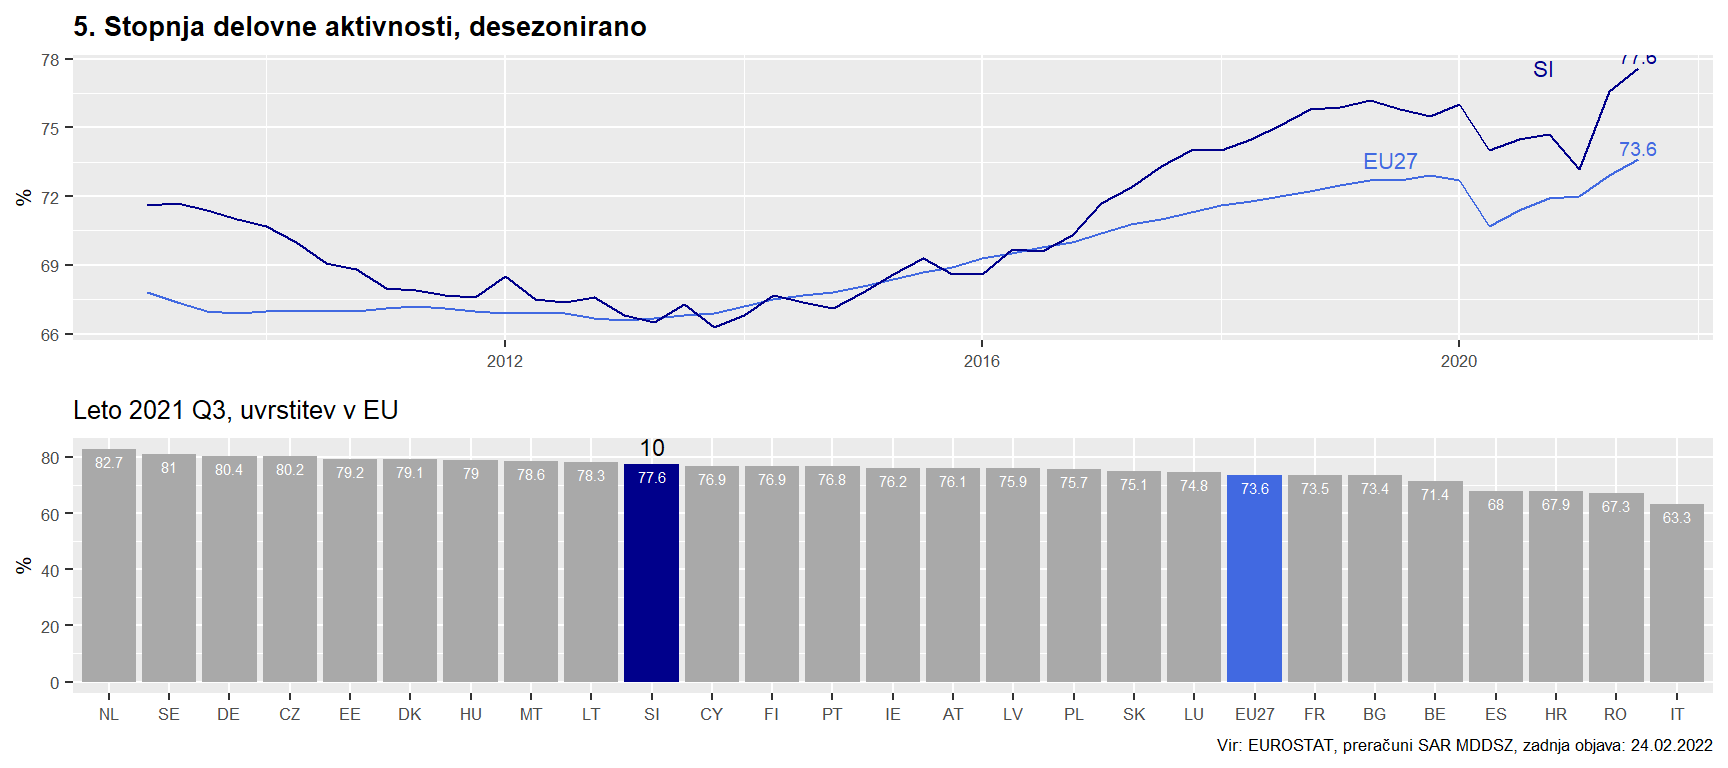 5. Stopnja delovne aktivnosti, desezonirano
78
75
72
69
66
%
SI
77.6
EU27
73.6
2012 2016 2020
Leto 2021 Q3, uvrstitev v EU
80
60
40
20
0
%
10
82.7 81 80.4 80.2 79.2 79.1 79 78.6 78.3 77.6 76.9 76.9 76.8 76.2 76.1 75.9 75.7 75.1 74.8 73.6 73.5 73.4 71.4 68 67.9 67.3 63.3
NL SE DE CZ EE DK HU MT LT SI CY FI PT IE AT LV PL SK LU EU27 FR BG BE ES HR RO IT
Vir: EUROSTAT, preračuni SAR MDDSZ, zadnja objava: 24.02.2022